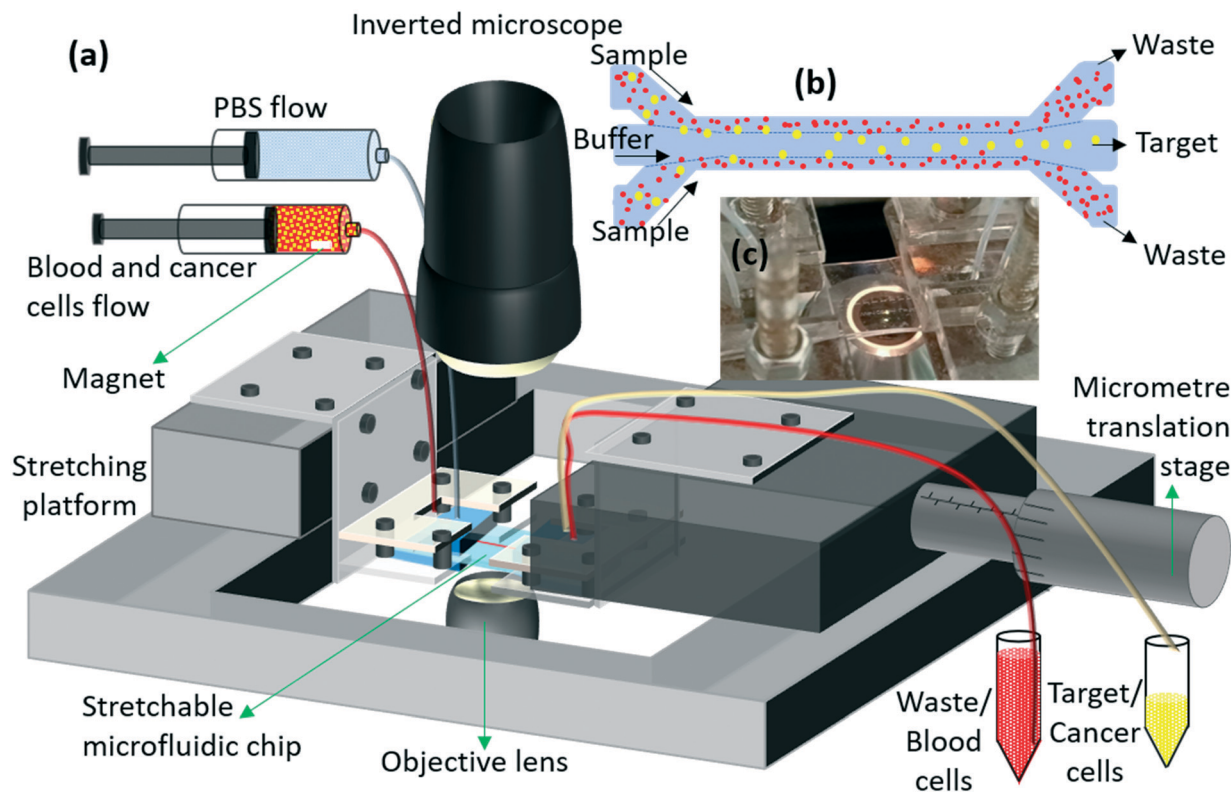 (a)
Inverted microscope
PBS flow
Blood and cancer
cells flow
Magnet
Stretching
platform
Stretchable
microfluidic chip
Objective lens
Sample
(b)
Waste
Buffer
Target
Sample
Waste
(c)
Micrometre
translation
stage
Waste/
Blood
cells
Target/
Cancer
cells